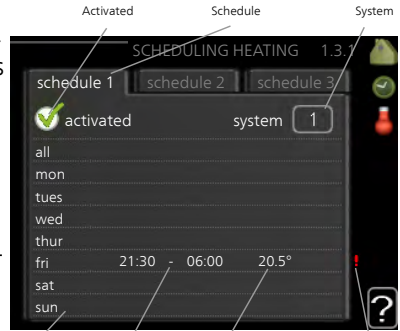 Activated Schedule System
SCHEDULING HEATING 1.3.1
schedule 1 schedule 2 schedule 3
activated system 1
all
mon
tues
wed
thur
fri 21:30 - 06:00 20.5° !
sat
sun
?